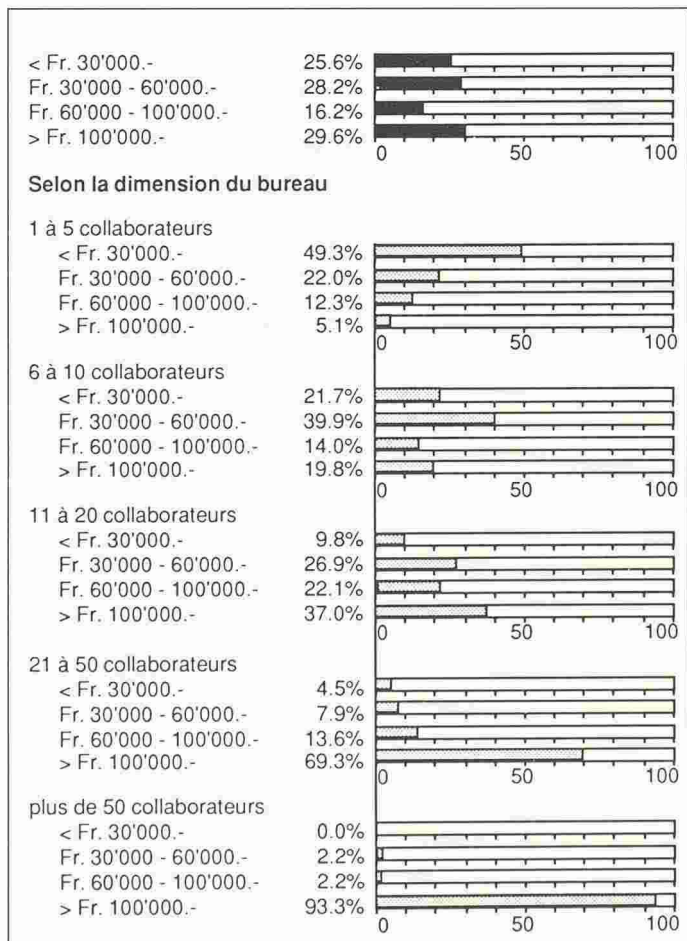 < Fr. 30'000.- 25.6%
Fr. 30'000 - 60'000.- 28.2%
Fr. 60'000 - 100'000.- 16.2%
> Fr. 100'000.- 29.6%
0 50 100
Selon la dimension du bureau
1 à 5 collaborateurs
< Fr. 30'000.- 49.3%
Fr. 30'000 - 60'000.- 22.0%
Fr. 60'000 - 100'000.- 12.3%
> Fr. 100'000.- 5.1%
0 50 100
6 à 10 collaborateurs
< Fr. 30'000.- 21.7%
Fr. 30'000 - 60'000.- 39.9%
Fr. 60'000 - 100'000.- 14.0%
> Fr. 100'000.- 19.8%
0 50 100
11 à 20 collaborateurs
< Fr. 30'000.- 9.8%
Fr. 30'000 - 60'000.- 26.9%
Fr. 60'000 - 100'000.- 22.1%
> Fr. 100'000.- 37.0%
0 50 100
21 à 50 collaborateurs
< Fr. 30'000.- 4.5%
Fr. 30'000 - 60'000.- 7.9%
Fr. 60'000 - 100'000.- 13.6%
> Fr. 100'000.- 69.3%
0 50 100
plus de 50 collaborateurs
< Fr. 30'000.- 0.0%
Fr. 30'000 - 60'000.- 2.2%
Fr. 60'000 - 100'000.- 2.2%
> Fr. 100'000.- 93.3%
0 50 100